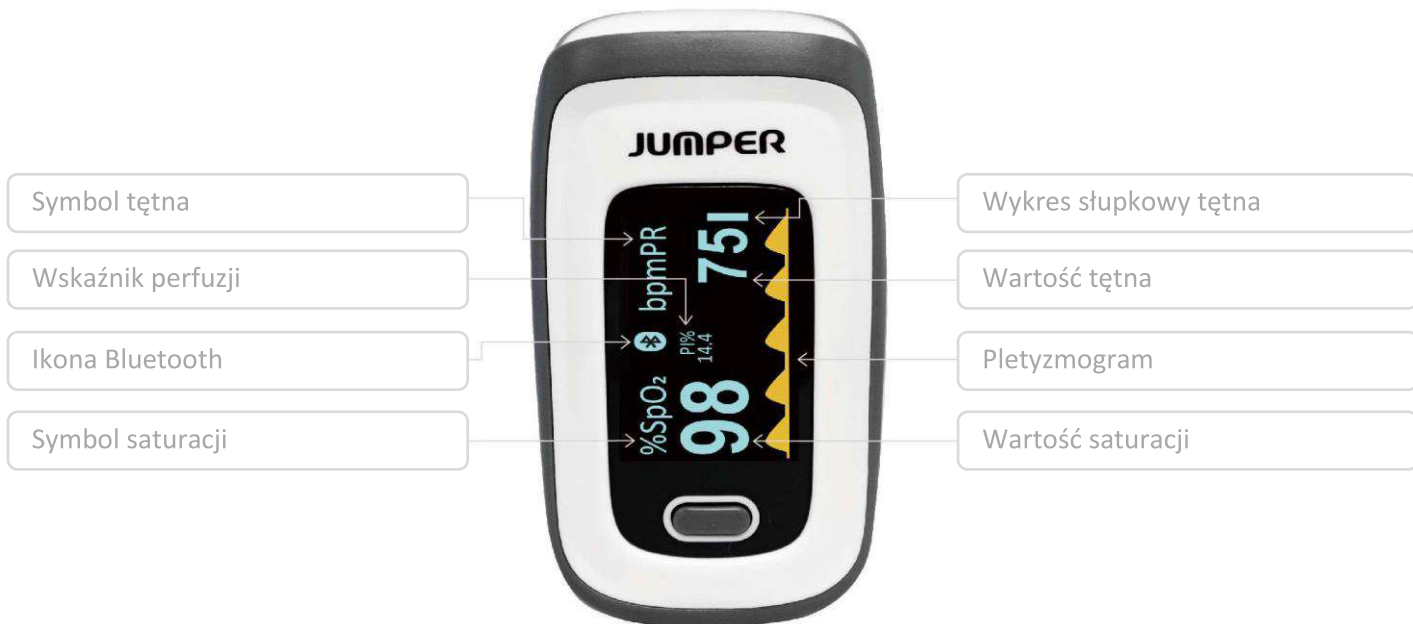 JUMPER
Symbol tętna
Wskaźnik perfuzji
Ikona Bluetooth
Symbol saturacji
%SpO₂
bpmPR
98
PI%
14.4
75
Wykres słupkowy tętna
Wartość tętna
Pletyzmogram
Wartość saturacji